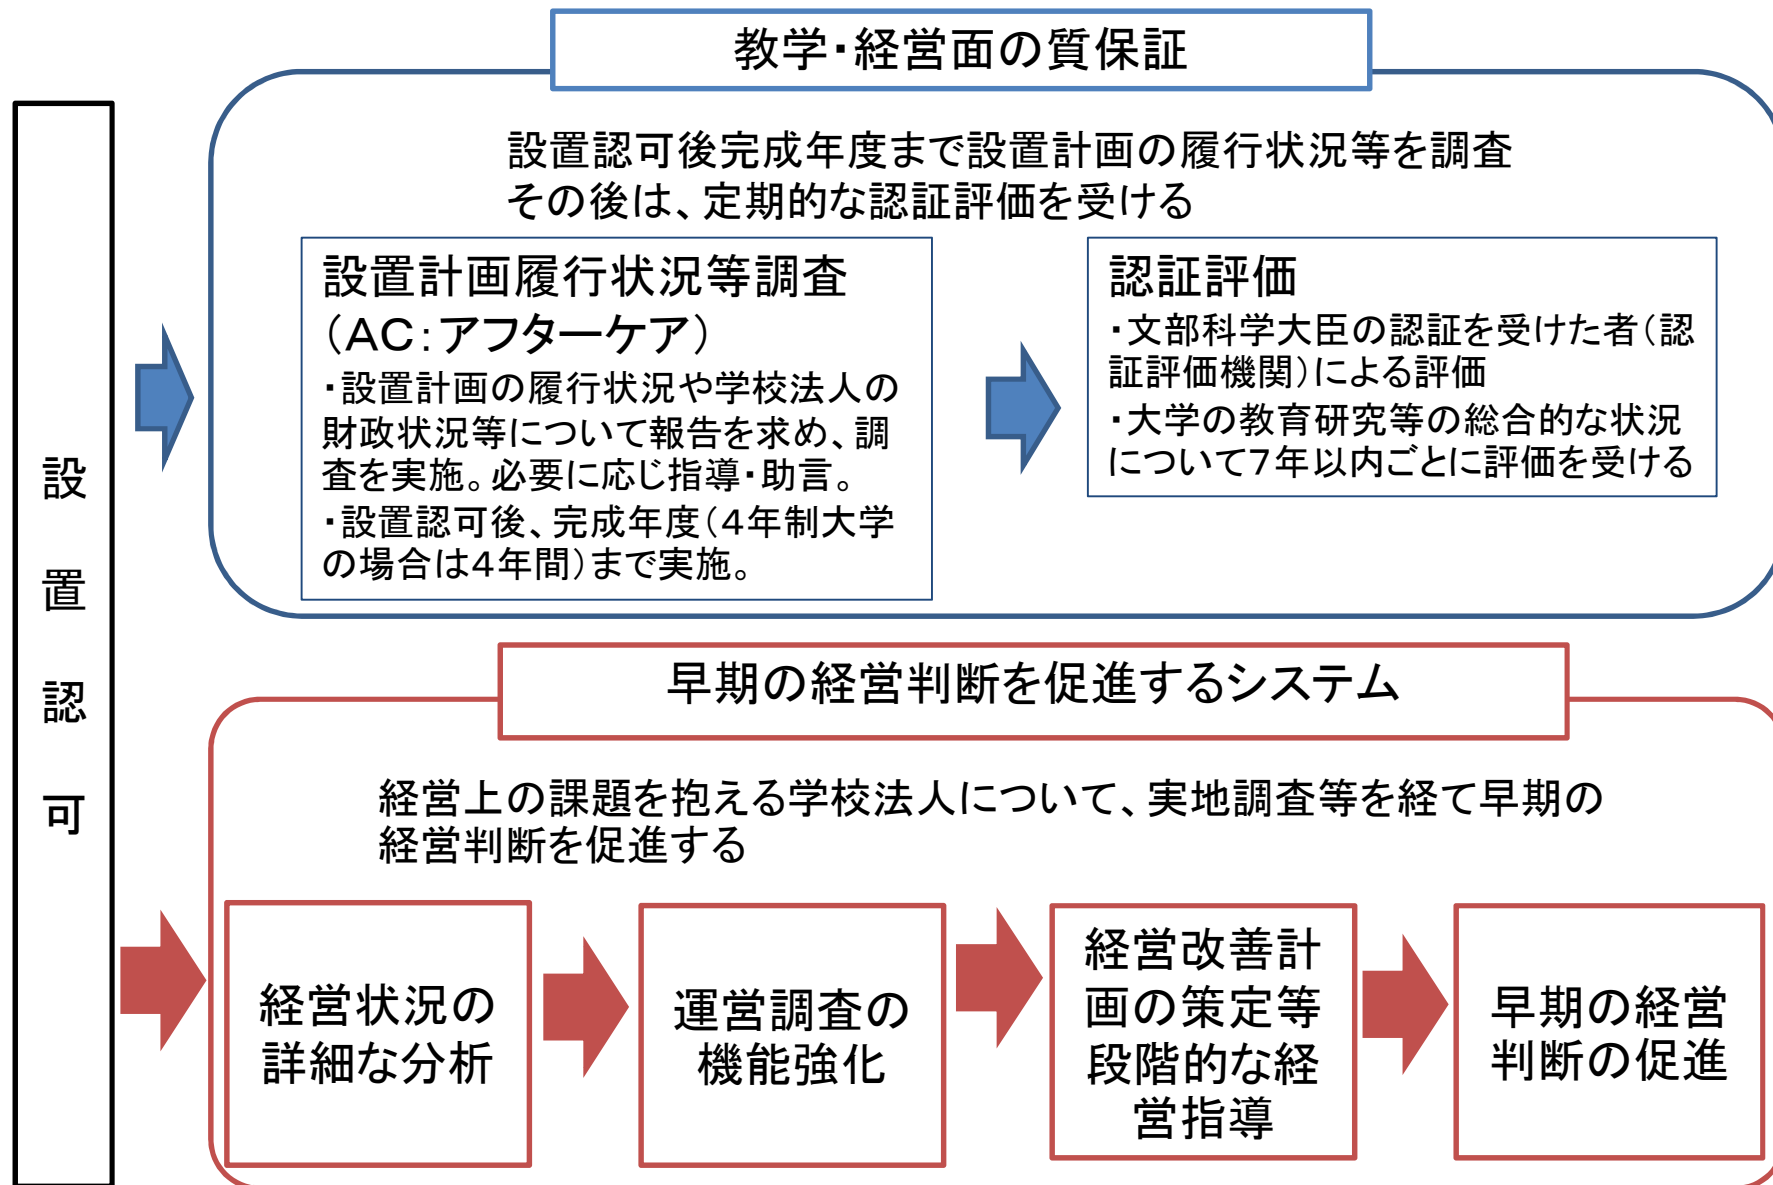 教学・経営面の質保証
設置認可後完成年度まで設置計画の履行状況等を調査
その後は、定期的な認証評価を受ける
設置計画履行状況等調査
（ＡＣ：アフターケア）
・設置計画の履行状況や学校法人の
財政状況等について報告を求め、調
査を実施。必要に応じ指導・助言。
・設置認可後、完成年度（４年制大学
の場合は４年間）まで実施。
認証評価
・文部科学大臣の認証を受けた者（認
証評価機関）による評価
・大学の教育研究等の総合的な状況
について７年以内ごとに評価を受ける
設置認可
早期の経営判断を促進するシステム
経営上の課題を抱える学校法人について、実地調査等を経て早期の
経営判断を促進する
経営状況の
詳細な分析
運営調査の
機能強化
経営改善計
画の策定等
段階的な経
営指導
早期の経営
判断の促進